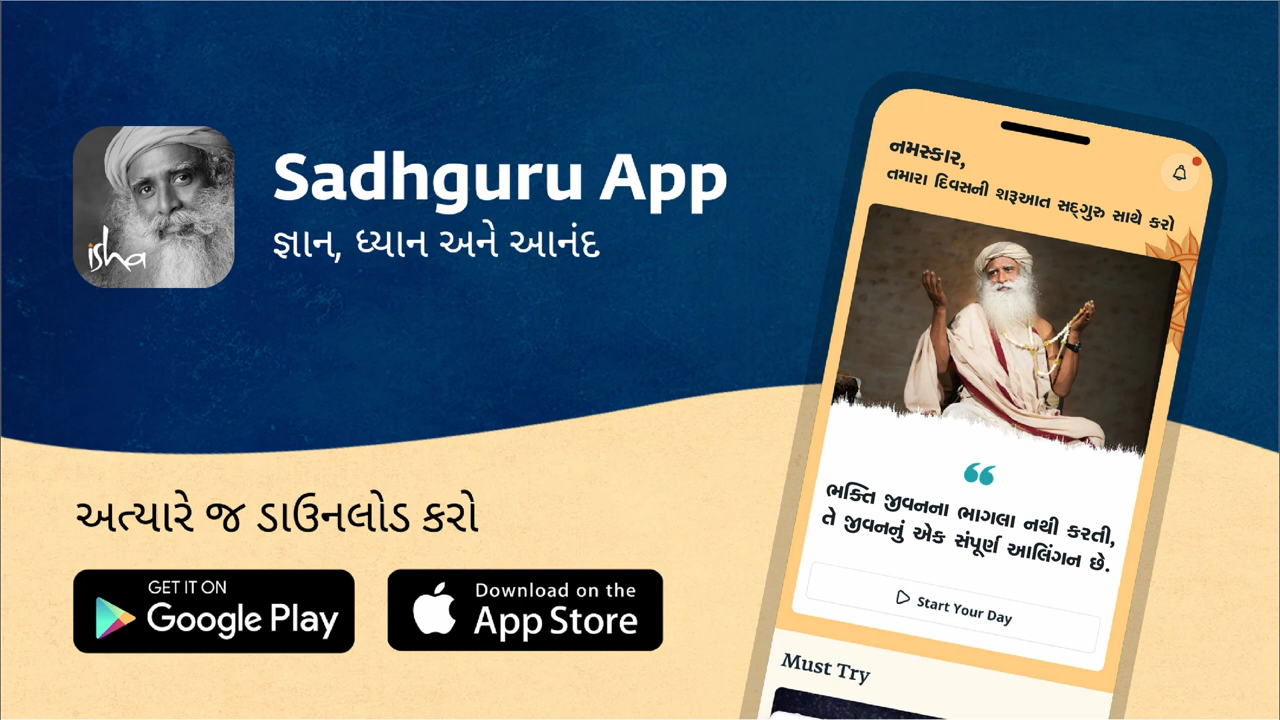 isha
Sadhguru App
જ્ઞાન, ધ્યાન અને આનંદ
અત્યારે જ ડાઉનલોડ કરો
GET IT ON
Google Play
Download on the
App Store
નમસ્કાર,
તમારા દિવસની શરૂઆત સદ્‌ગુરુ સાથે કરો
ભક્તિ જીવનના ભાગલા નથી કરતી,
તે જીવનનું એક સંપૂર્ણ આલિંગન છે.
Start Your Day
Must Try